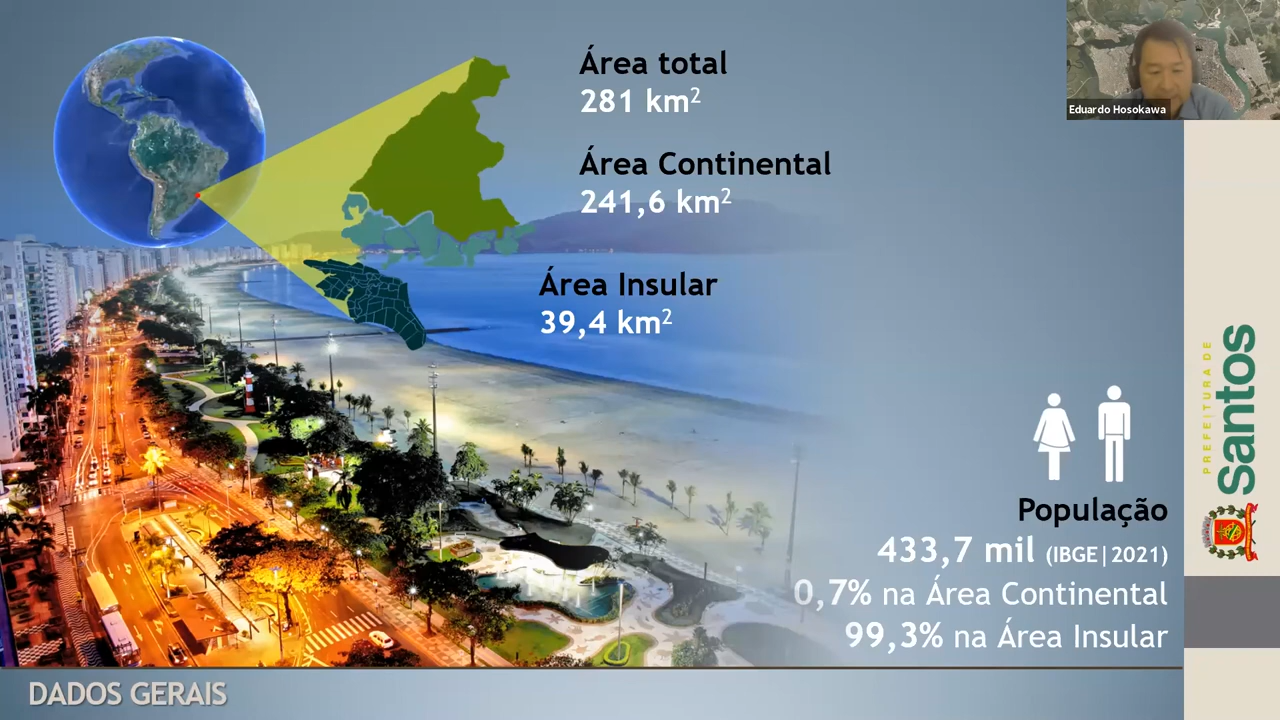 Área total
281 km²
Área Continental
241,6 km²
Área Insular
39,4 km²
Eduardo Hosokawa
PREFEITURA DE
Santos
População
433,7 mil (IBGE|2021)
0,7% na Área Continental
99,3% na Área Insular
DADOS GERAIS